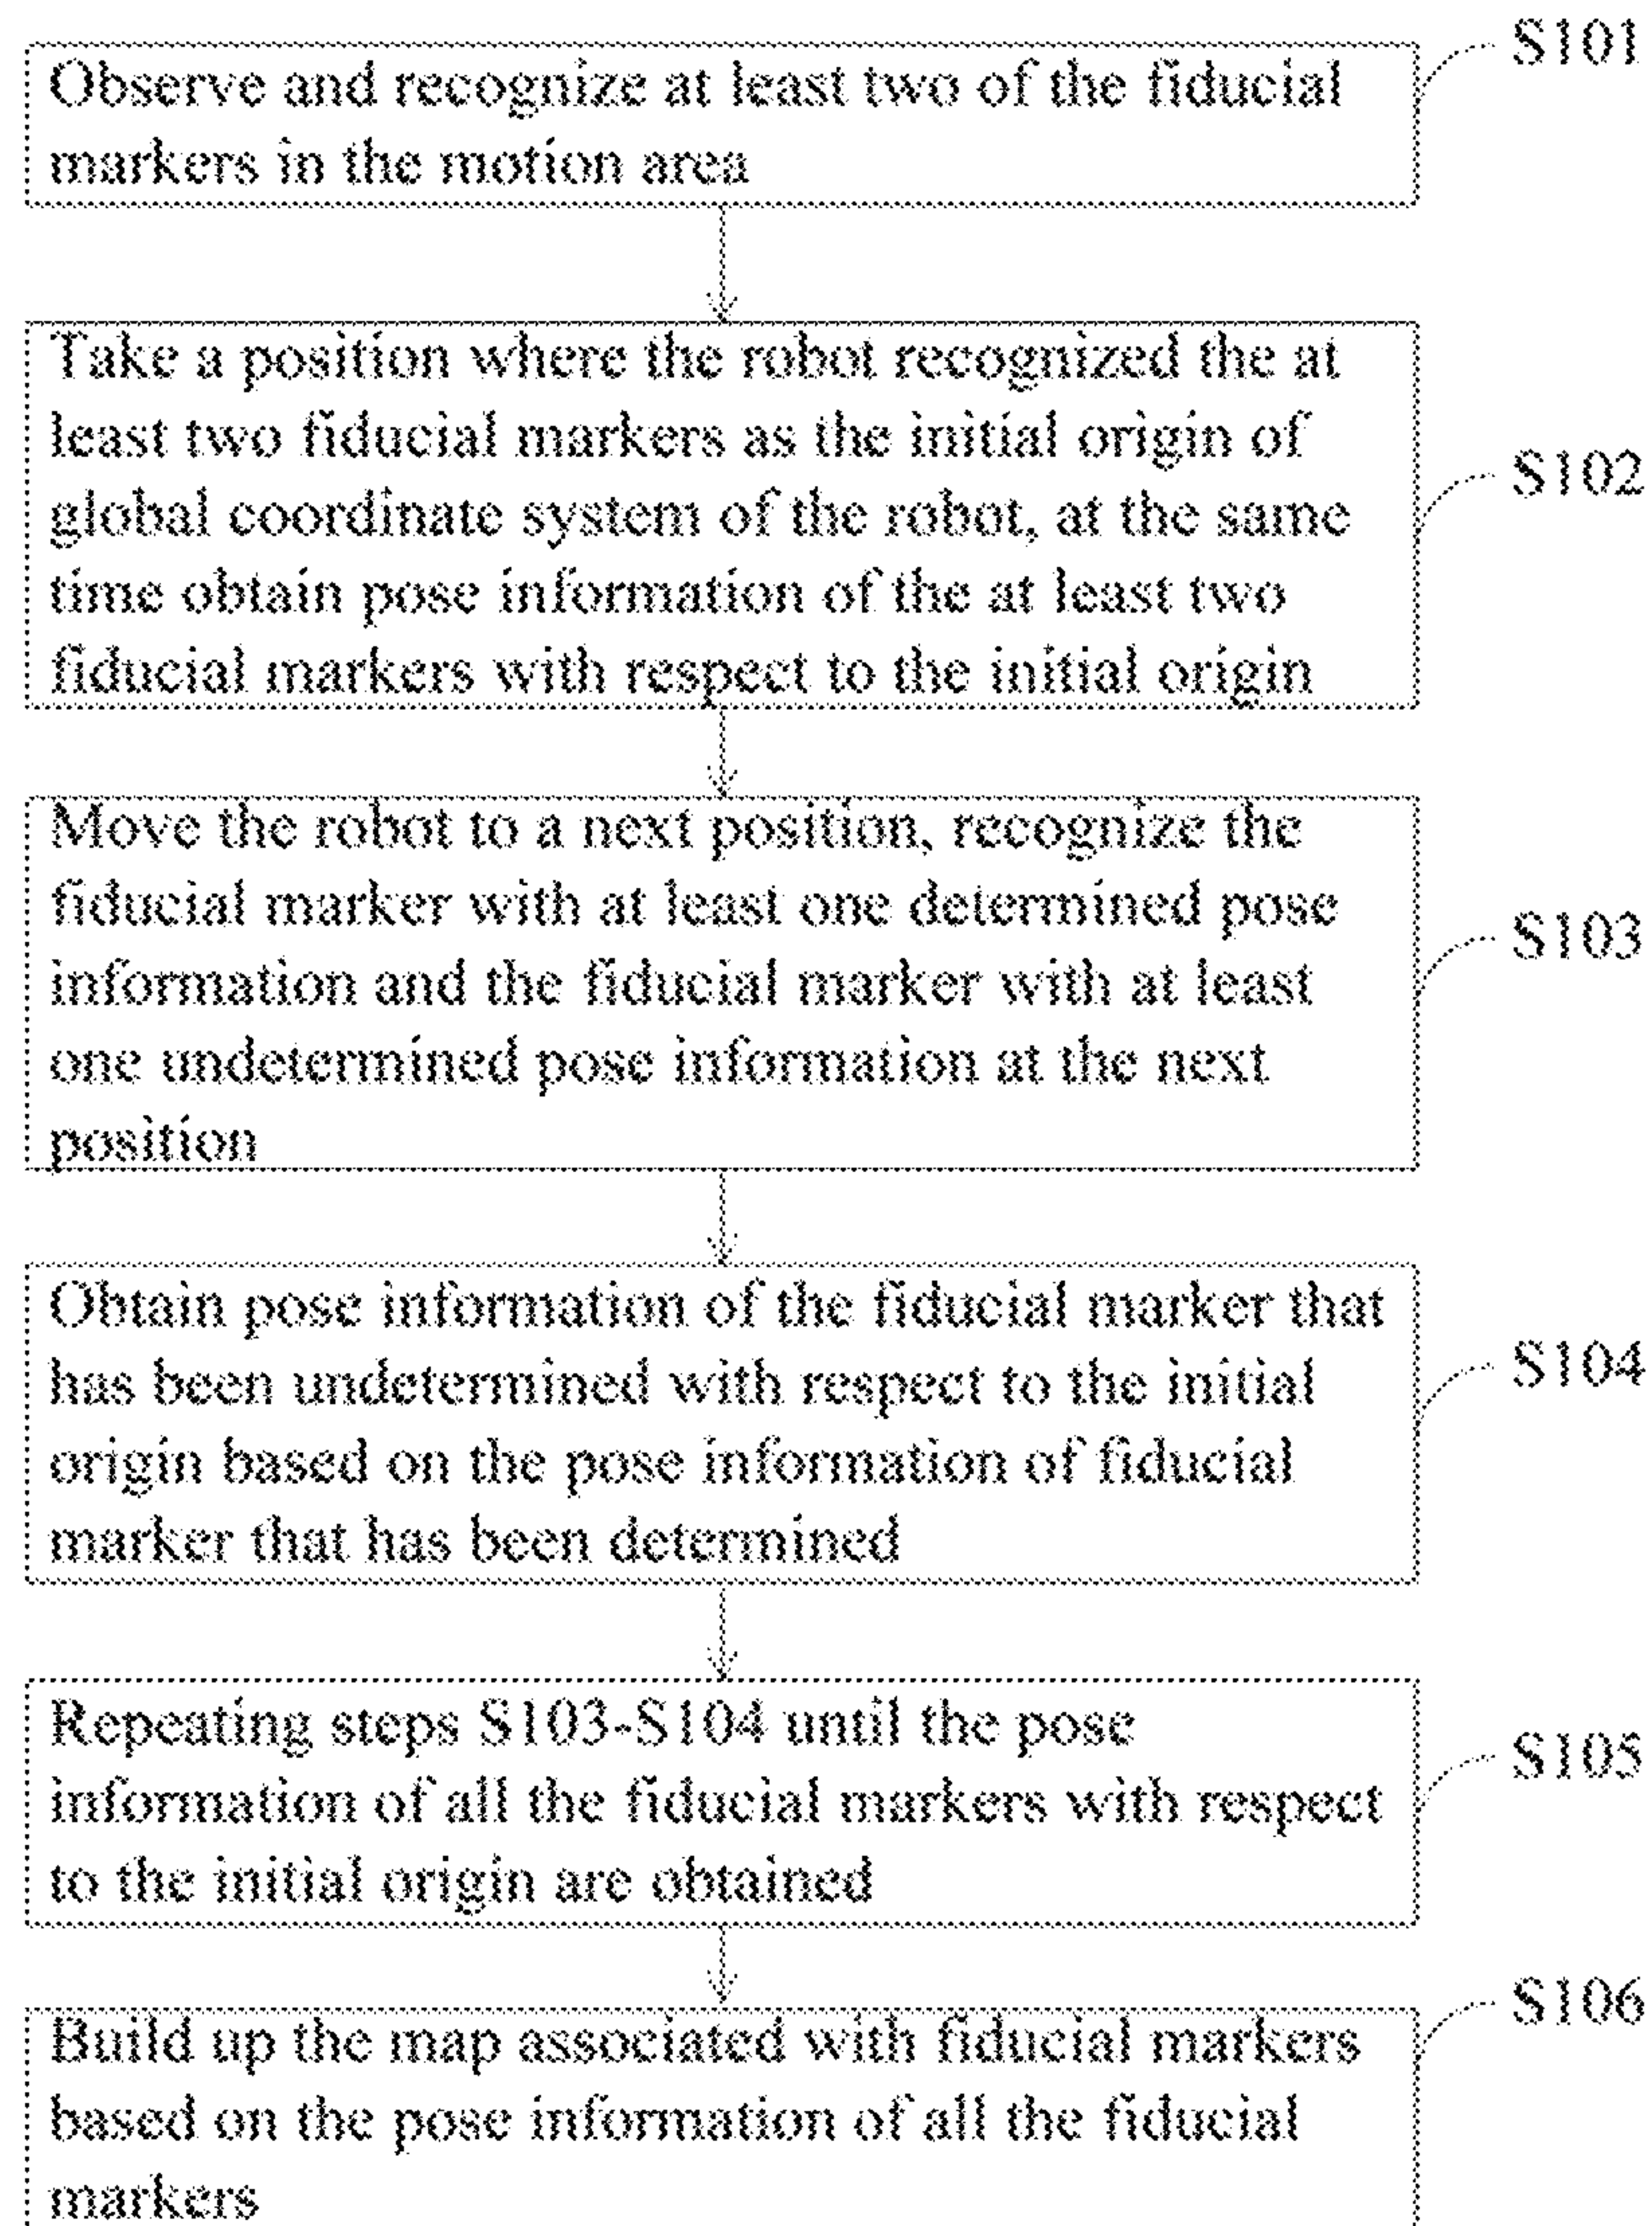 S101
Observe and recognize at least two of the fiducial
markers in the motion area
Take a position where the robot recognized the at
least two fiducial markers as the initial origin of
global coordinate system of the robot, at the same
time obtain pose information of the at least two
fiducial markers with respect to the initial origin
S102
Move the robot to a next position, recognize the
fiducial marker with at least one determined pose
information and the fiducial marker with at least
one undetermined pose information at the next
position
S103
Obtain pose information of the fiducial marker that
has been undetermined with respect to the initial
origin based on the pose information of fiducial
marker that has been determined
S104
Repeating steps S103-S104 until the pose
information of all the fiducial markers with respect
to the initial origin are obtained
S105
Build up the map associated with fiducial markers
based on the pose information of all the fiducial
markers
S106